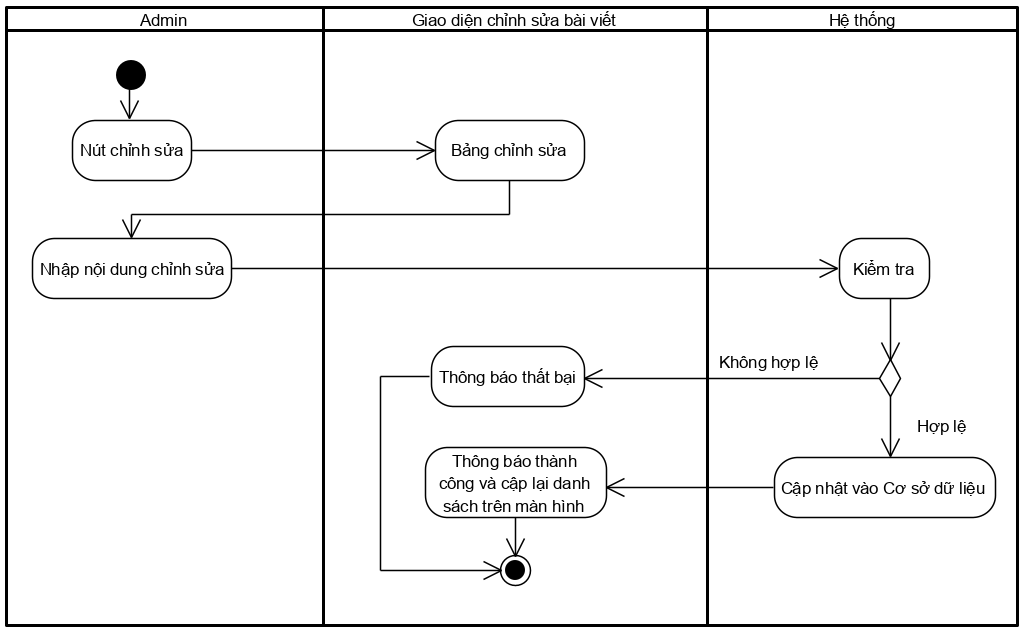 Admin
Giao diện chỉnh sửa bài viết
Hệ thống
Nút chỉnh sửa
Bảng chỉnh sửa
Nhập nội dung chỉnh sửa
Kiểm tra
Không hợp lệ
Thông báo thất bại
Hợp lệ
Thông báo thành
công và cập lại danh
sách trên màn hình
Cập nhật vào Cơ sở dữ liệu